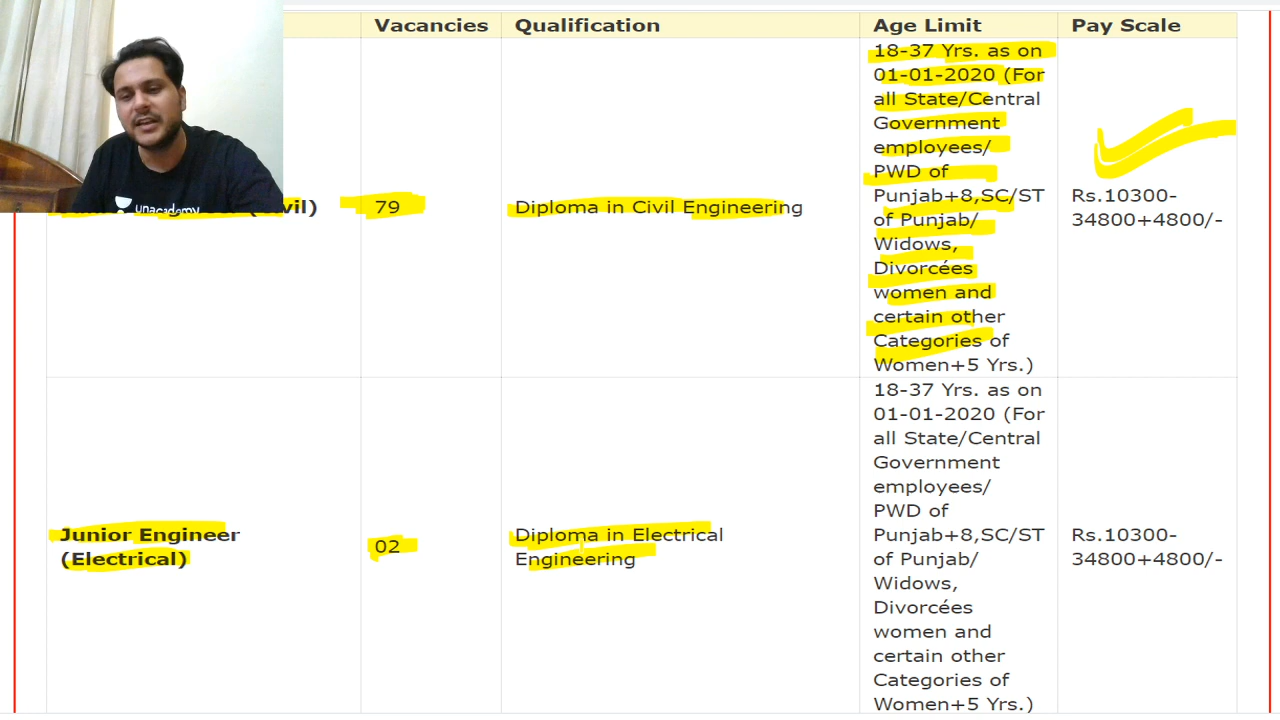 Vacancies
Qualification
Age Limit
Pay Scale
unacademy
79
Diploma in Civil Engineering
18-37 Yrs. as on
01-01-2020 (For
all State/Central
Government
employees/
PWD of
Punjab+8,SC/ST
of Punjab/
Widows,
Divorcées
women and
certain other
Categories of
Women+5 Yrs.)
Rs.10300-
34800+4800/-
Junior Engineer
(Electrical)
02
Diploma in Electrical
Engineering
18-37 Yrs. as on
01-01-2020 (For
all State/Central
Government
employees/
PWD of
Punjab+8,SC/ST
of Punjab/
Widows,
Divorcées
women and
certain other
Categories of
Women+5 Yrs.)
Rs.10300-
34800+4800/-